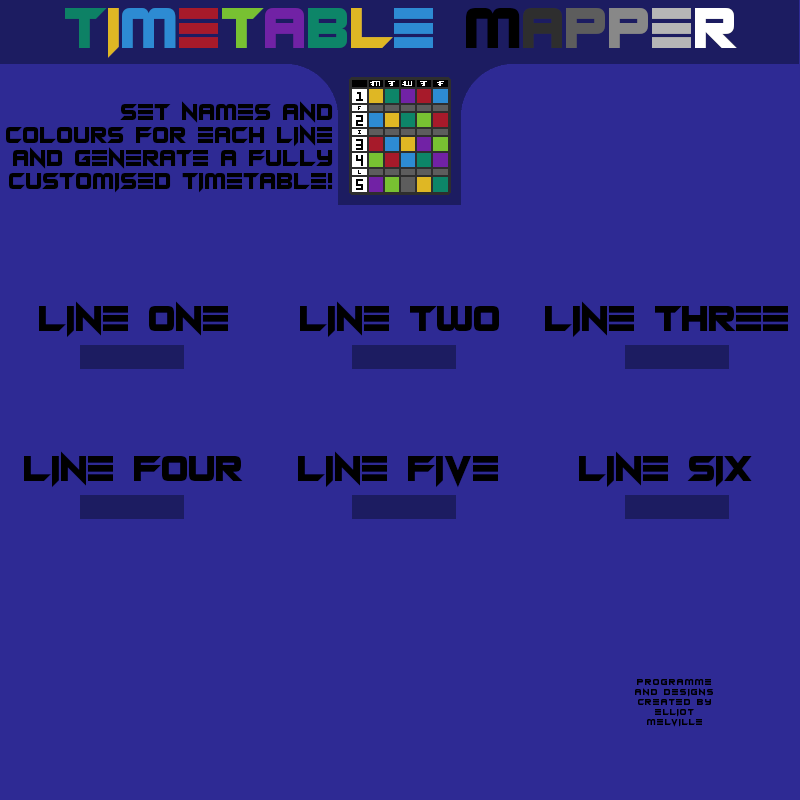 TIMETABLE MAPPER
SET NAMES AND
COLOURS FOR EACH LINE
AND GENERATE A FULLY
CUSTOMISED TIMETABLE!
1
F
2
3
4
L
5
LINE ONE LINE TWO LINE THREE
LINE FOUR LINE FIVE LINE SIX
PROGRAMME
AND DESIGNS
CREATED BY
ELLIOT
MELVILLE